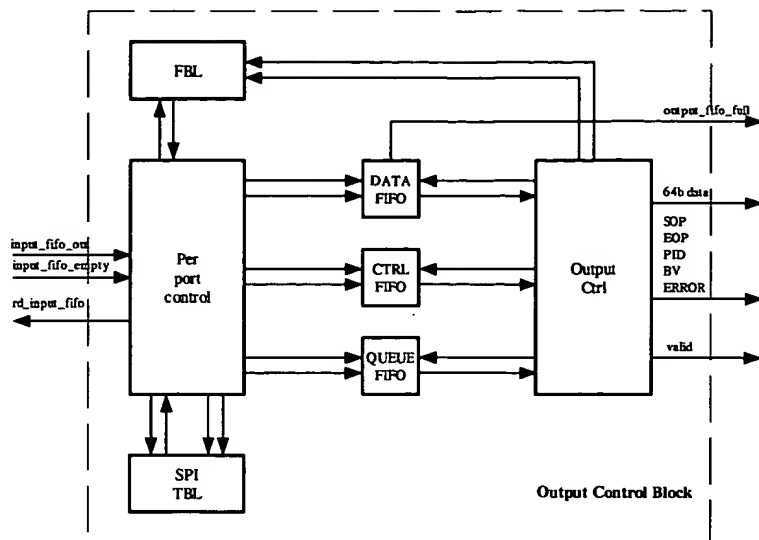 FBL
output_fifo_full
DATA
FIFO
64b data
SOP
EOP
PID
BV
ERROR
input_fifo_out
input_fifo_empty
rd_input_fifo
Per
port
control
CTRL
FIFO
Output
Ctrl
QUEUE
FIFO
valid
SPI
TBL
Output Control Block